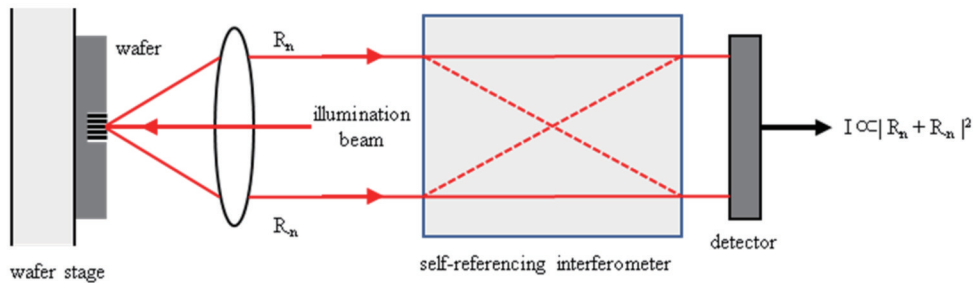 wafer
Rₙ
illumination
beam
I ∝| Rₙ + Rₙ |²
Rₙ
detector
self-referencing interferometer
wafer stage